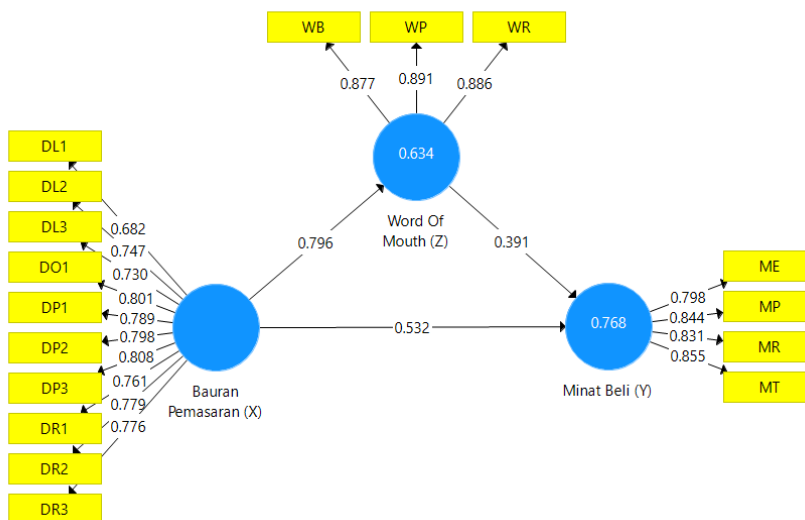 WB
WP
WR
0.877
0.891
0.886
0.634
Word Of
Mouth (Z)
DL1
DL2
DL3
DO1
DP1
DP2
DP3
DR1
DR2
DR3
0.682
0.747
0.730
0.801
0.789
0.798
0.808
0.761
0.779
0.776
0.796
0.391
0.532
Bauran
Pemasaran (X)
0.768
Minat Beli (Y)
0.798
0.844
0.831
0.855
ME
MP
MR
MT